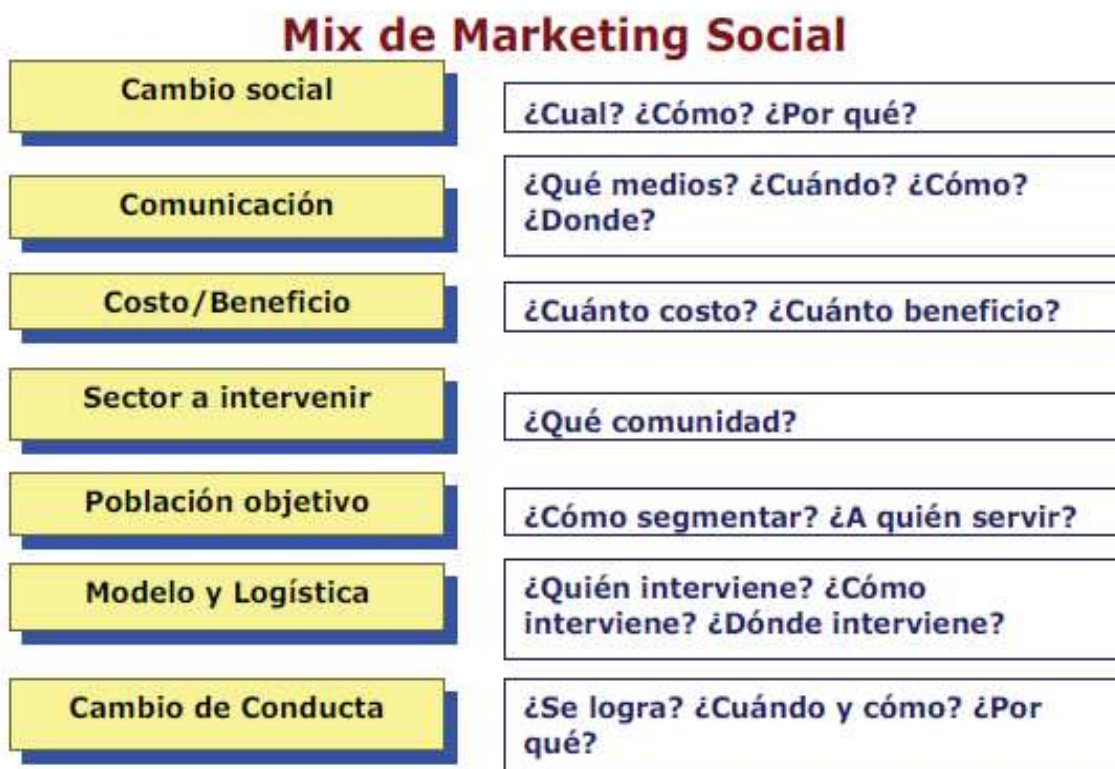 Mix de Marketing Social
Cambio social
¿Cual? ¿Cómo? ¿Por qué?
Comunicación
¿Qué medios? ¿Cuándo? ¿Cómo?
¿Donde?
Costo/Beneficio
¿Cuánto costo? ¿Cuánto beneficio?
Sector a intervenir
¿Qué comunidad?
Población objetivo
¿Cómo segmentar? ¿A quién servir?
Modelo y Logística
¿Quién interviene? ¿Cómo
interviene? ¿Dónde interviene?
Cambio de Conducta
¿Se logra? ¿Cuándo y cómo? ¿Por
qué?